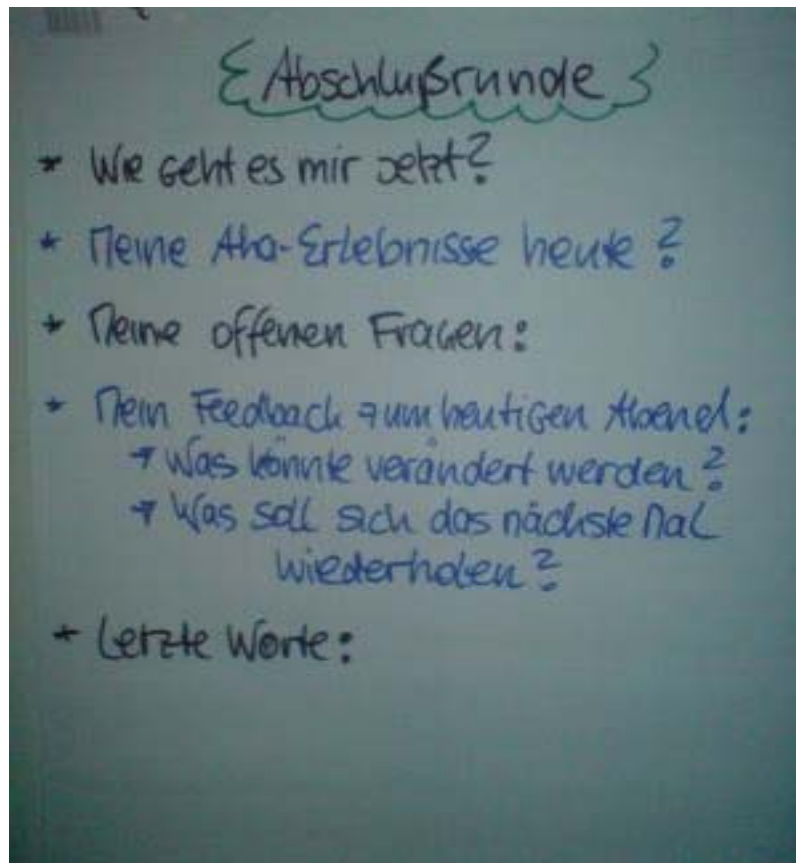 Abschlußrunde
* Wie geht es mir jetzt?
* Meine Aha-Erlebnisse heute?
* Meine offenen Fragen:
* Mein Feedback zum heutigen Abend:
→ Was könnte verändert werden?
→ Was soll sich das nächste Mal
wiederholen?
* Letzte Worte: